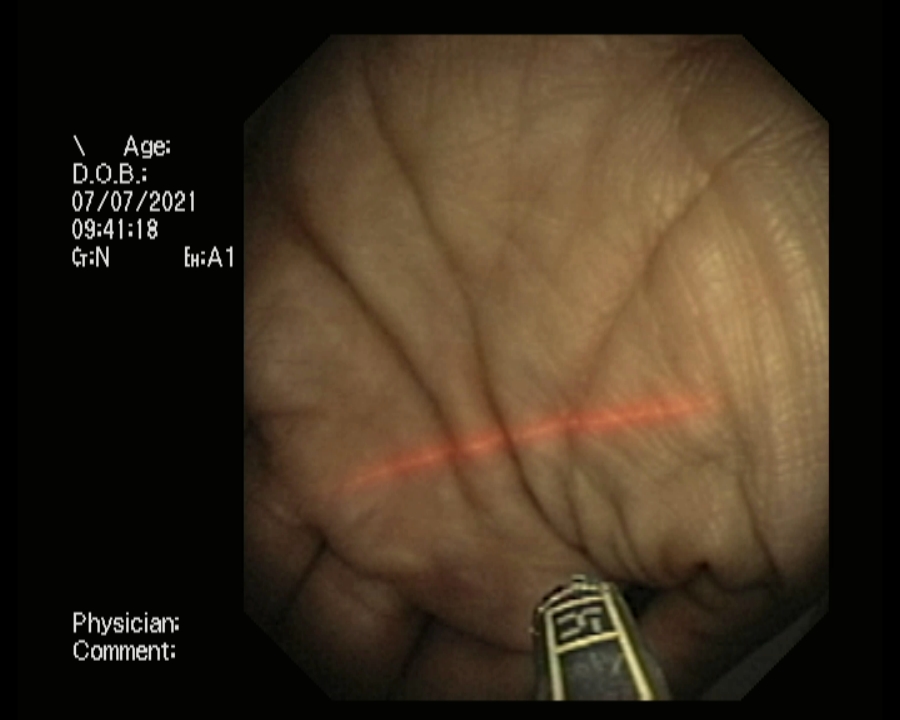 \ Age:
D.O.B.:
07/07/2021
09:41:18
Cr:N EH:A1
Physician:
Comment: